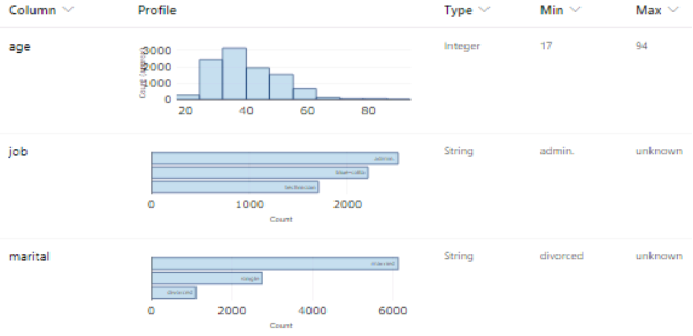 Column Profile Type Min Max
age Integer 17 94
3000
2000
1000
0
20 40 60 80
job String admin. unknown
admin.
blue-collar
technician
0 1000 2000
Count
marital String divorced unknown
married
single
divorced
0 2000 4000 6000
Count